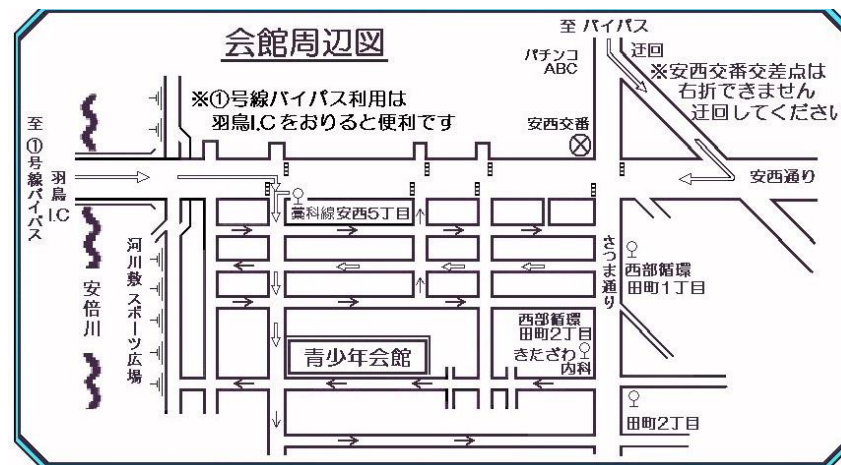 会館周辺図
至 バイパス
パチンコ
ABC
迂回
※安西交番交差点は
右折できません
迂回してください
※①号線バイパス利用は
羽鳥I.Cをおりると便利です
安西交番
至①号線バイパス
羽鳥I.C
安西通り
藁科線安西5丁目
さつま通り
西部循環
田町1丁目
安倍川
河川敷スポーツ広場
西部循環
田町2丁目
青少年会館
きたざわ
内科
田町2丁目